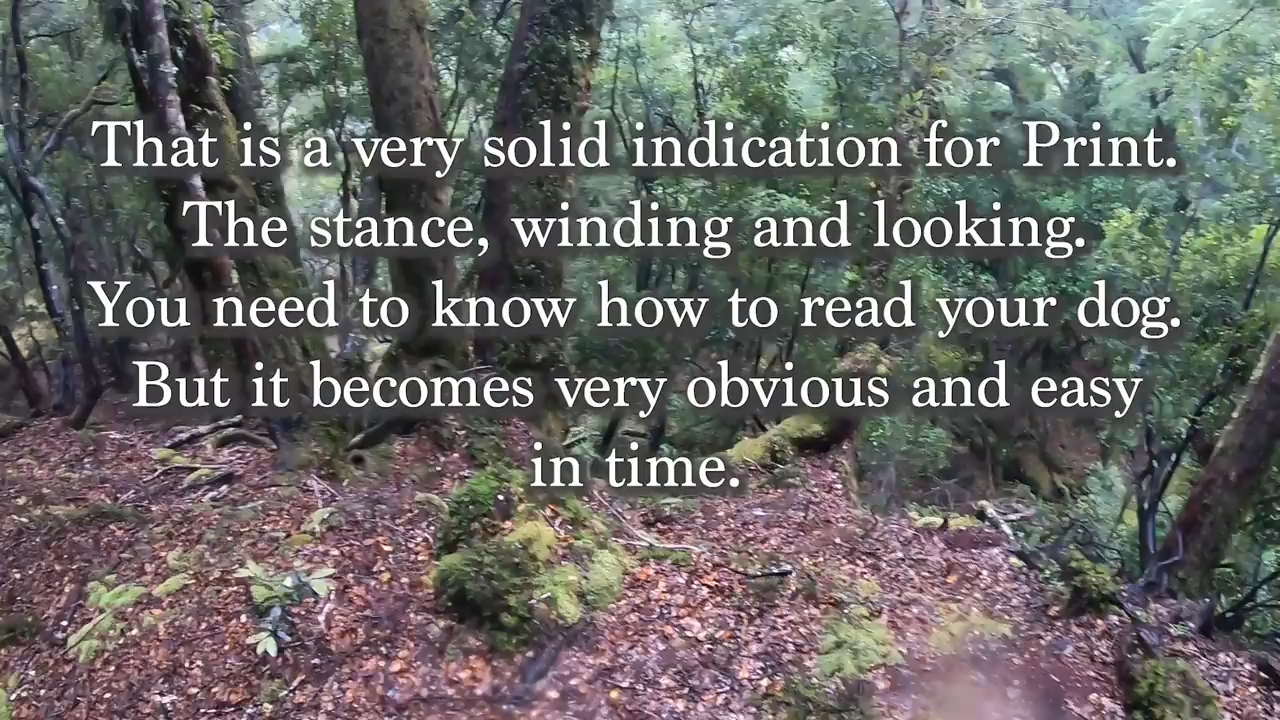 That is a very solid indication for Print.
The stance, winding and looking.
You need to know how to read your dog.
But it becomes very obvious and easy
in time.